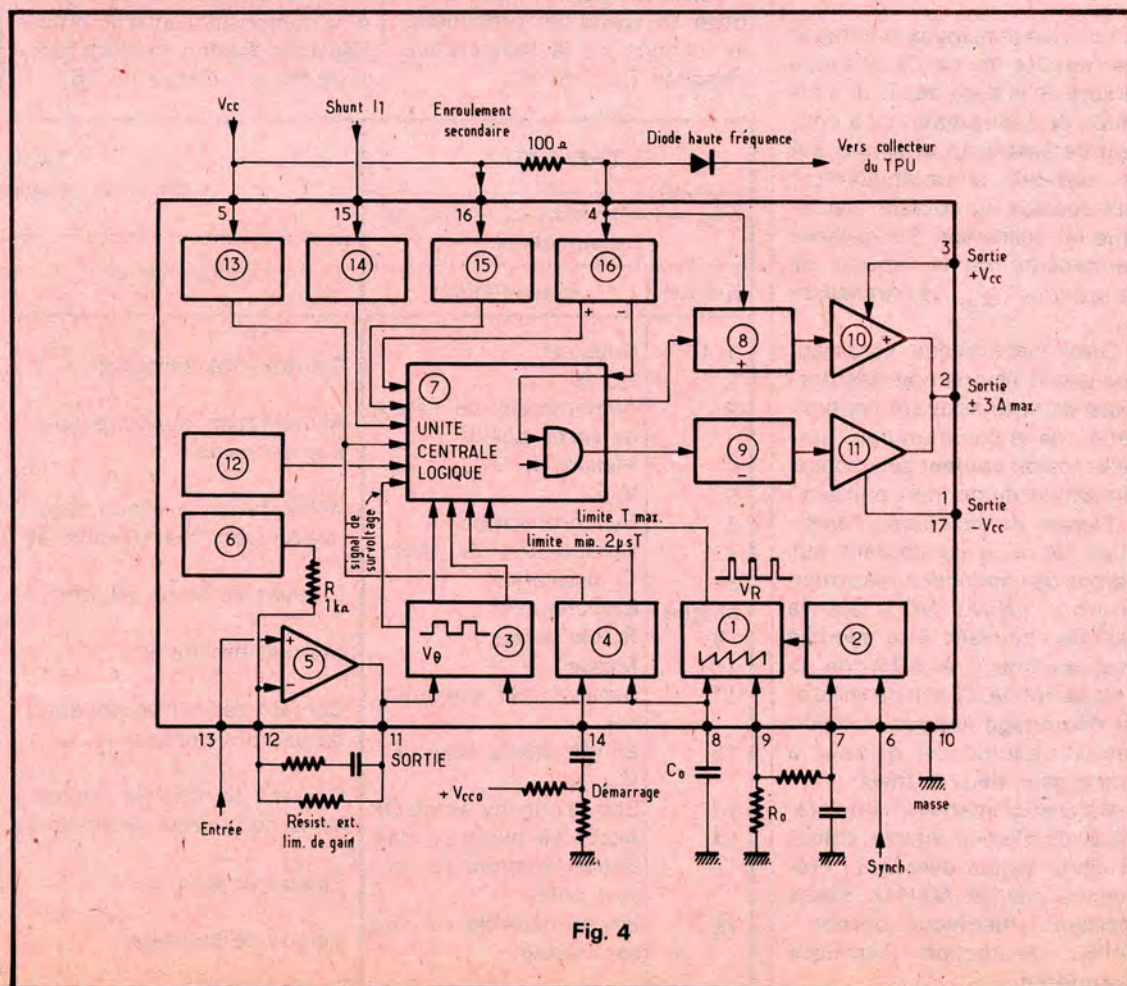 Vcc
Shunt I1
Enroulement
secondaire
100 Ω
Diode haute fréquence
Vers collecteur
du TPU
5
15
16
4
13
14
15
16
3
Sortie
+Vcc
+
−
8
+
10
+
2
Sortie
± 3 A max.
7
UNITE
CENTRALE
LOGIQUE
9
−
11
1
17
Sortie
−Vcc
12
6
signal de
survoltage
limite T max.
limite min. 2µsT
R
1 kΩ
VR
+
5
−
Vθ
3
4
1
2
13
12
11
SORTIE
14
8
9
7
6
10
+ Vcco
Démarrage
Co
Ro
masse
Entrée
Résist. ext.
lim. de gain
Synch.
Fig. 4